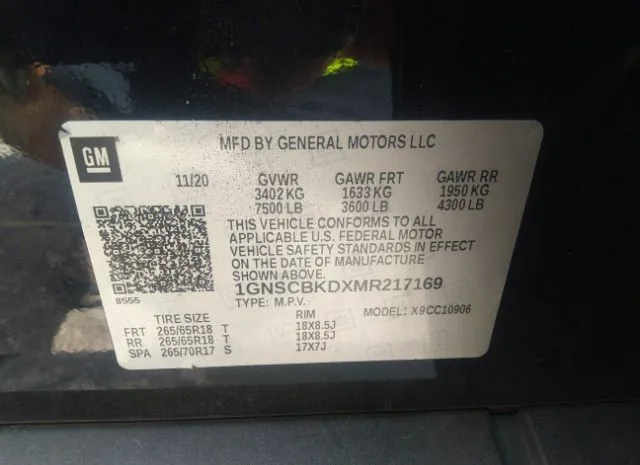 GM
MFD BY GENERAL MOTORS LLC
11/20 GVWR GAWR FRT GAWR RR
3402 KG 1633 KG 1950 KG
7500 LB 3600 LB 4300 LB
THIS VEHICLE CONFORMS TO ALL
APPLICABLE U.S. FEDERAL MOTOR
VEHICLE SAFETY STANDARDS IN EFFECT
ON THE DATE OF MANUFACTURE
SHOWN ABOVE
8555
1GNSCBKDXMR217169
TYPE: M.P.V. MODEL: X9CC10906
TIRE SIZE RIM
FRT 265/65R18 T 18X8.5J
RR 265/65R18 T 18X8.5J
SPA 265/70R17 S 17X7J